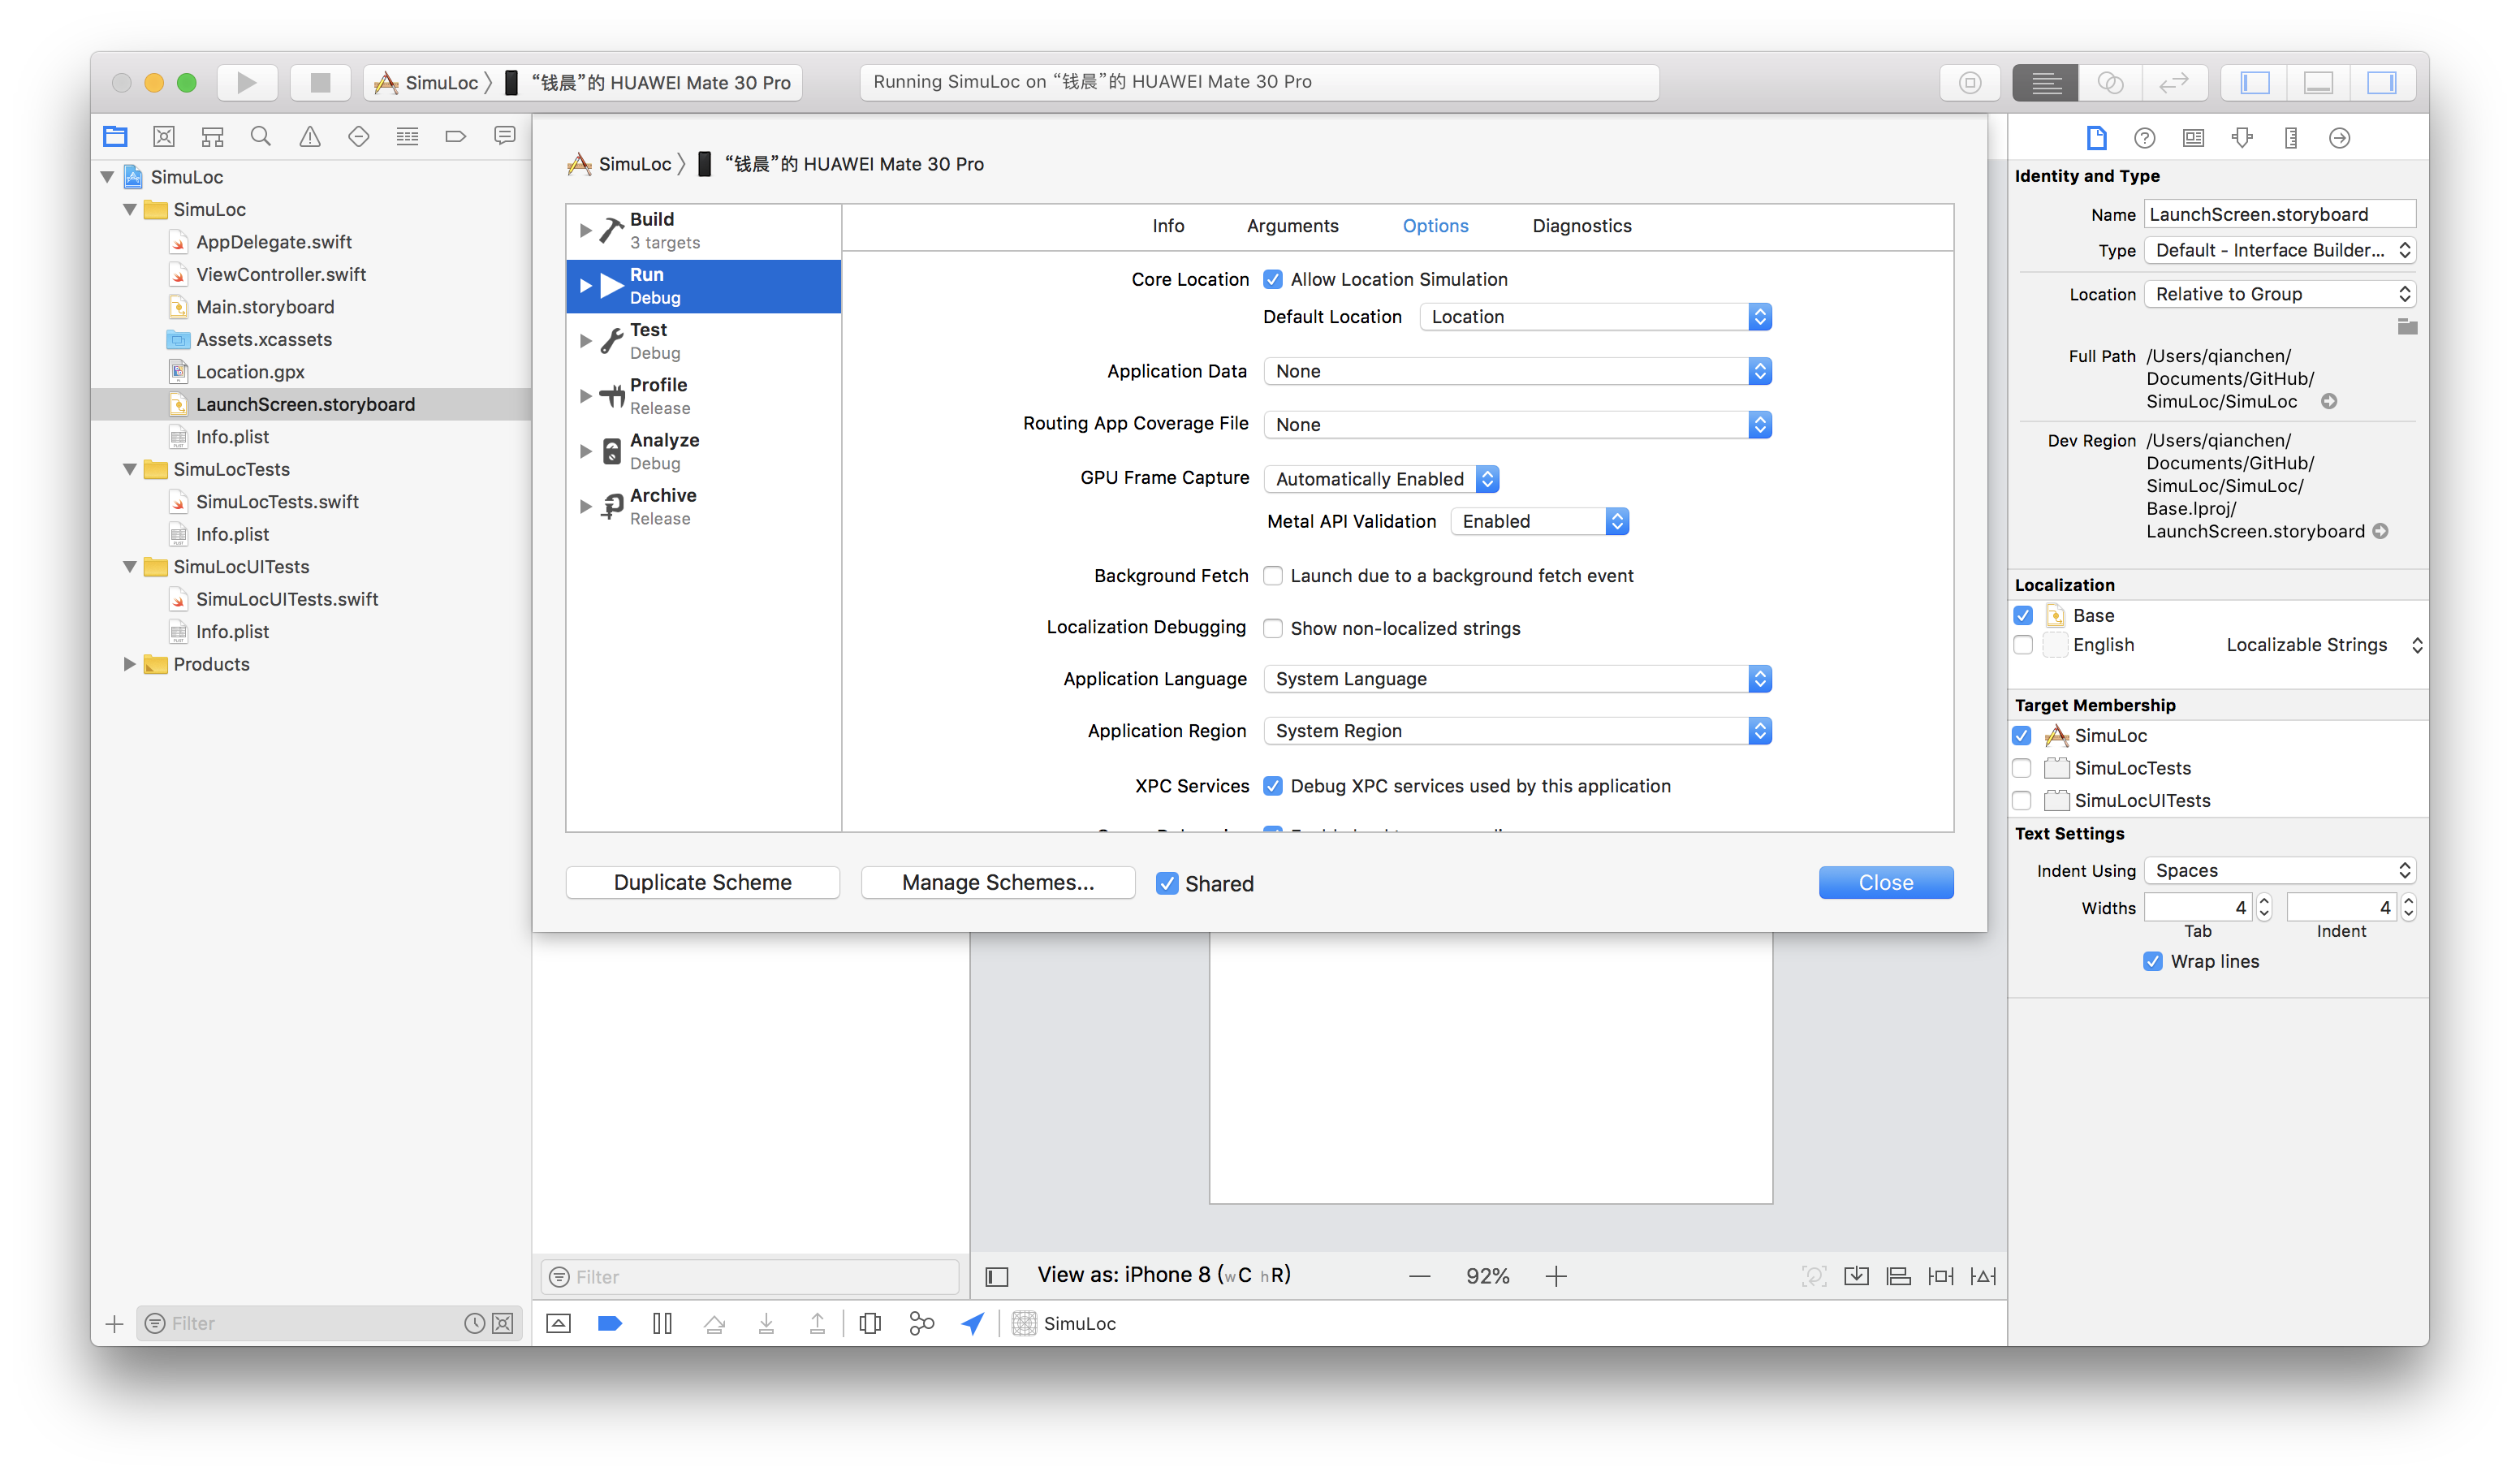 SimuLoc 〉 “钱晨”的 HUAWEI Mate 30 Pro
Running SimuLoc on “钱晨”的 HUAWEI Mate 30 Pro
SimuLoc
SimuLoc
AppDelegate.swift
ViewController.swift
Main.storyboard
Assets.xcassets
Location.gpx
LaunchScreen.storyboard
Info.plist
SimuLocTests
SimuLocTests.swift
Info.plist
SimuLocUITests
SimuLocUITests.swift
Info.plist
Products
Filter
SimuLoc 〉 “钱晨”的 HUAWEI Mate 30 Pro
Build
3 targets
Run
Debug
Test
Debug
Profile
Release
Analyze
Debug
Archive
Release
Info Arguments Options Diagnostics
Core Location Allow Location Simulation
Default Location Location
Application Data None
Routing App Coverage File None
GPU Frame Capture Automatically Enabled
Metal API Validation Enabled
Background Fetch Launch due to a background fetch event
Localization Debugging Show non-localized strings
Application Language System Language
Application Region System Region
XPC Services Debug XPC services used by this application
Duplicate Scheme Manage Schemes... Shared Close
Filter
View as: iPhone 8 (wC hR) 92%
SimuLoc
Identity and Type
Name LaunchScreen.storyboard
Type Default - Interface Builder...
Location Relative to Group
Full Path /Users/qianchen/
Documents/GitHub/
SimuLoc/SimuLoc
Dev Region /Users/qianchen/
Documents/GitHub/
SimuLoc/SimuLoc/
Base.lproj/
LaunchScreen.storyboard
Localization
Base
English Localizable Strings
Target Membership
SimuLoc
SimuLocTests
SimuLocUITests
Text Settings
Indent Using Spaces
Widths 4 4
Tab Indent
Wrap lines